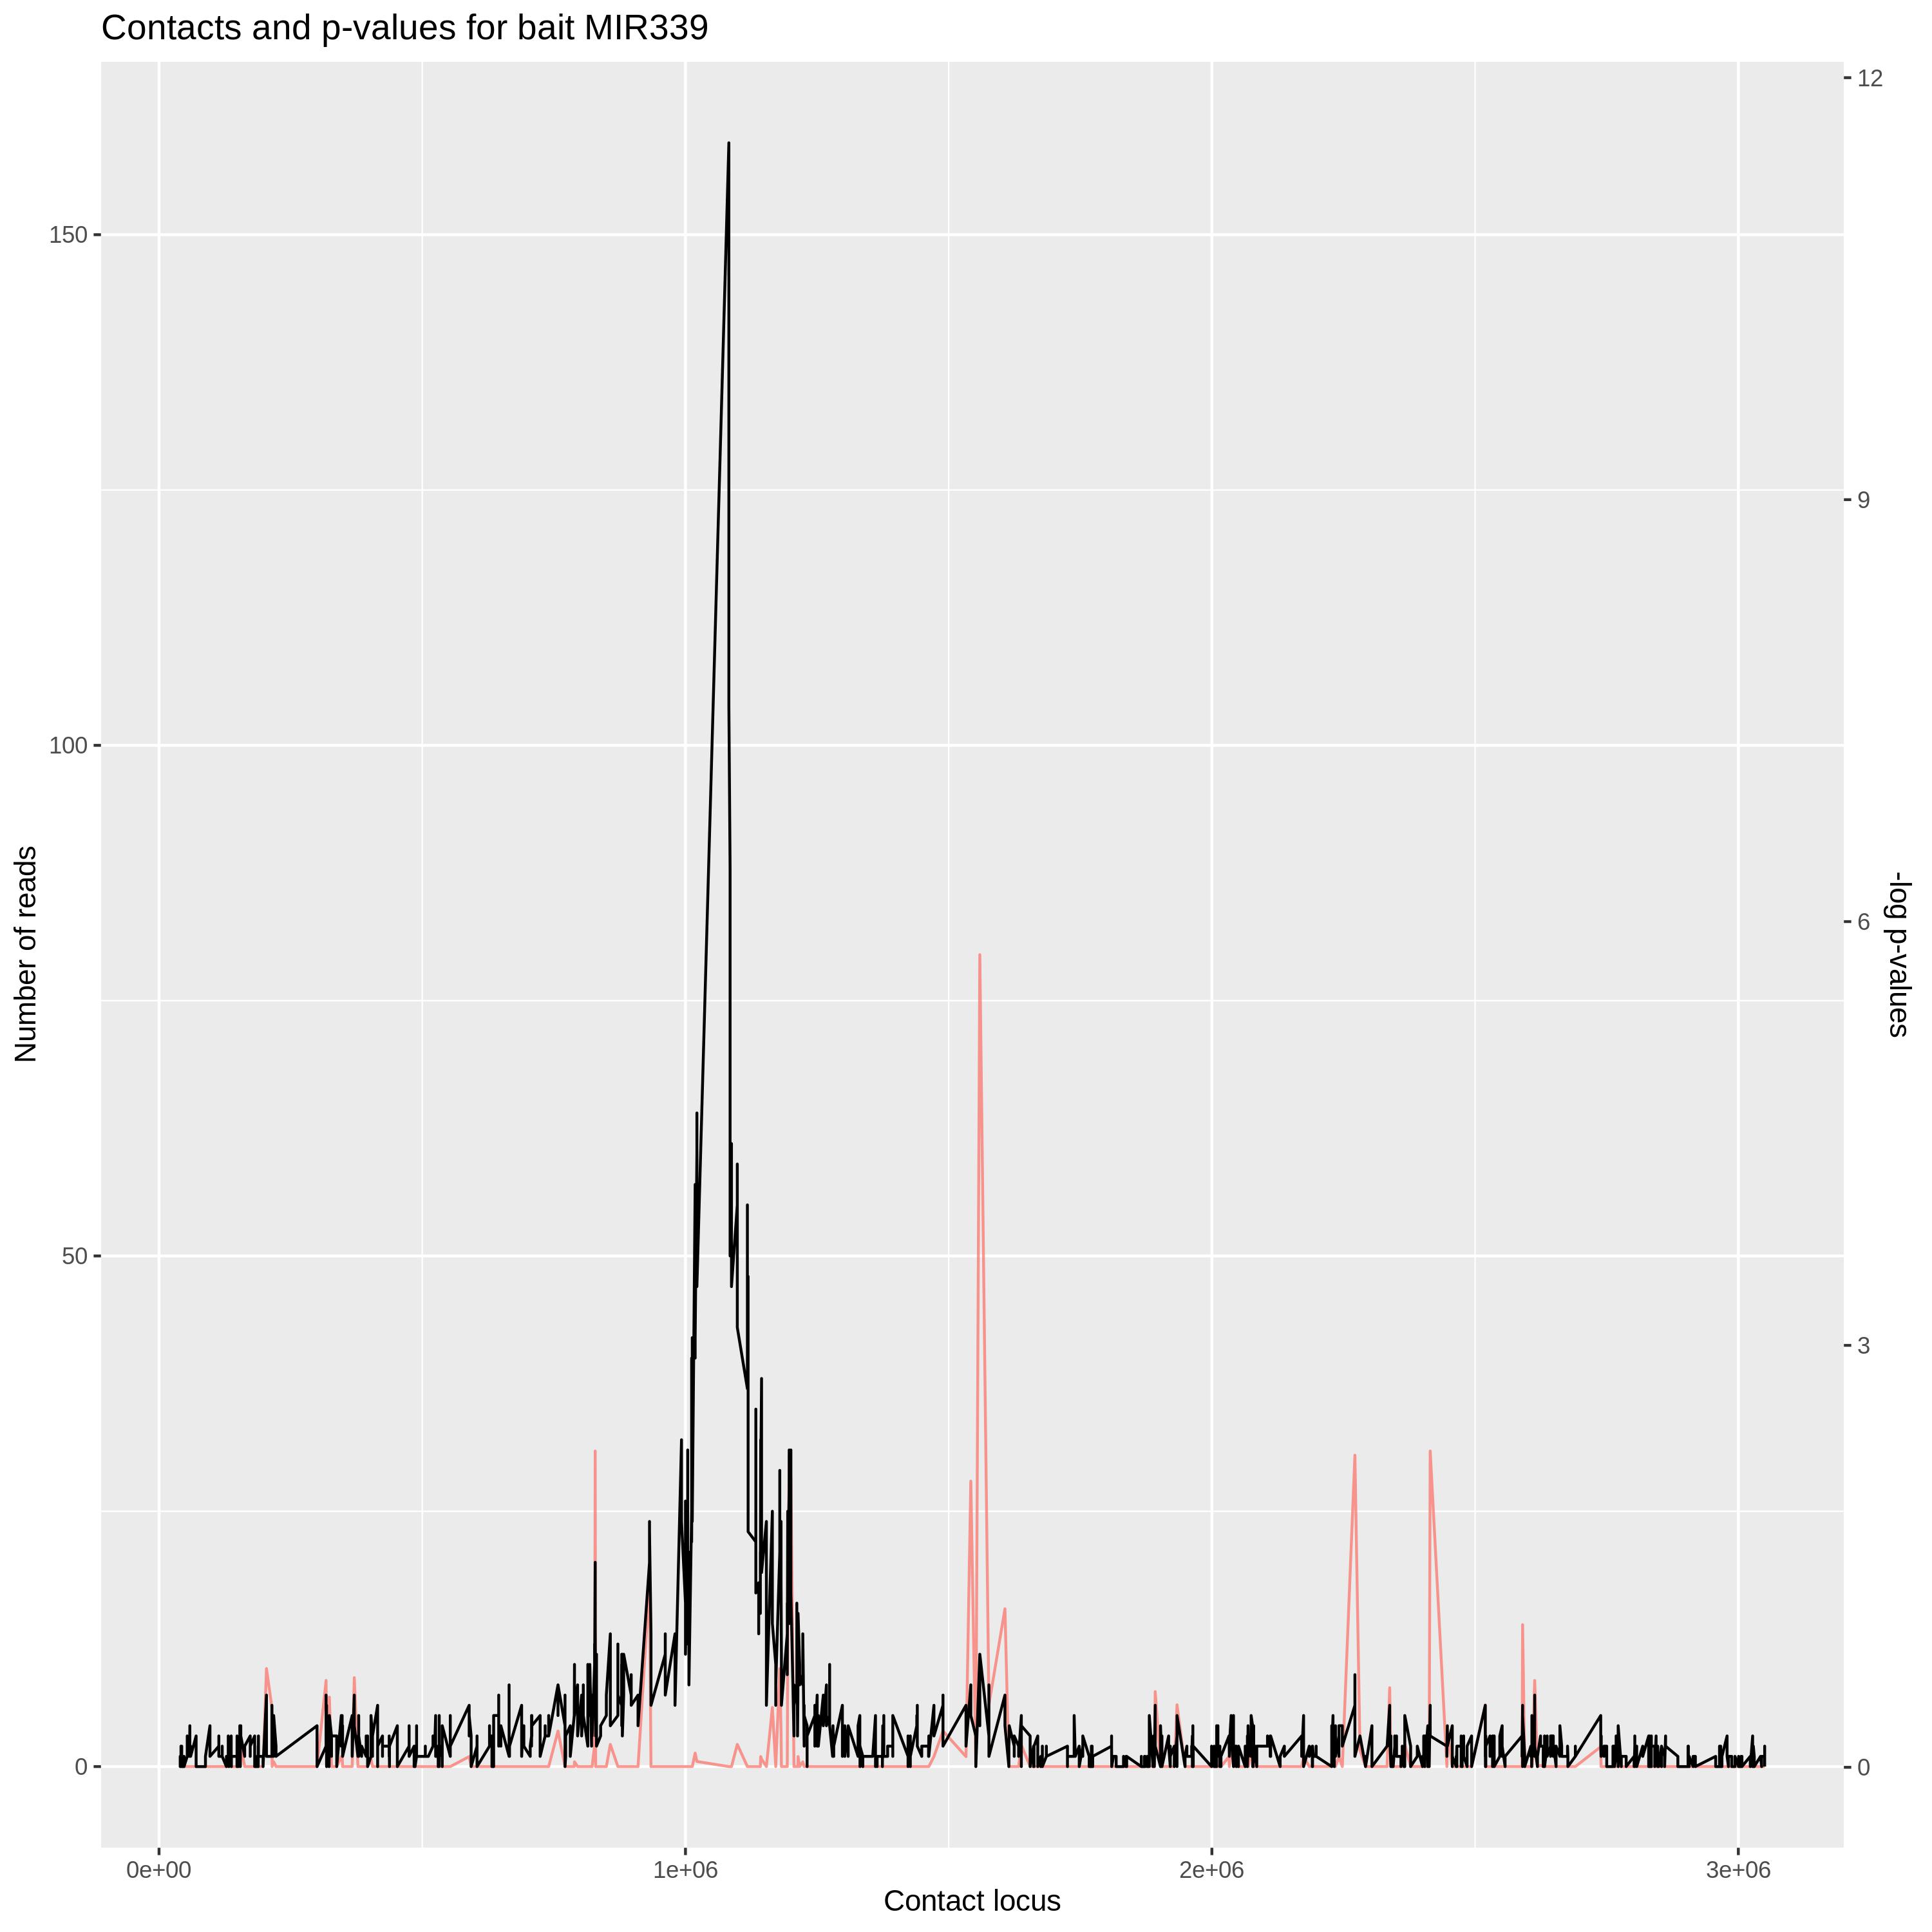 Contacts and p-values for bait MIR339
12
150
9
100
6
50
3
0
0
Number of reads
-log p-values
0e+00
1e+06
2e+06
3e+06
Contact locus